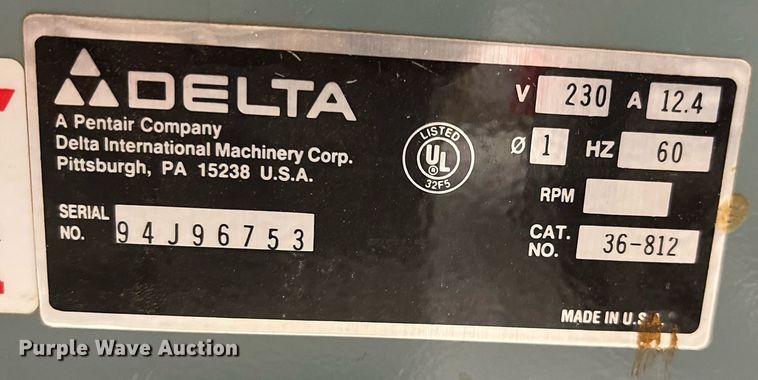 DELTA
A Pentair Company
Delta International Machinery Corp.
Pittsburgh, PA 15238 U.S.A.
SERIAL NO. 94J96753
LISTED
UL
®
32F5
V 230 A 12.4
Ø 1 HZ 60
RPM
CAT. NO. 36-812
MADE IN U.S.A.
Purple Wave Auction